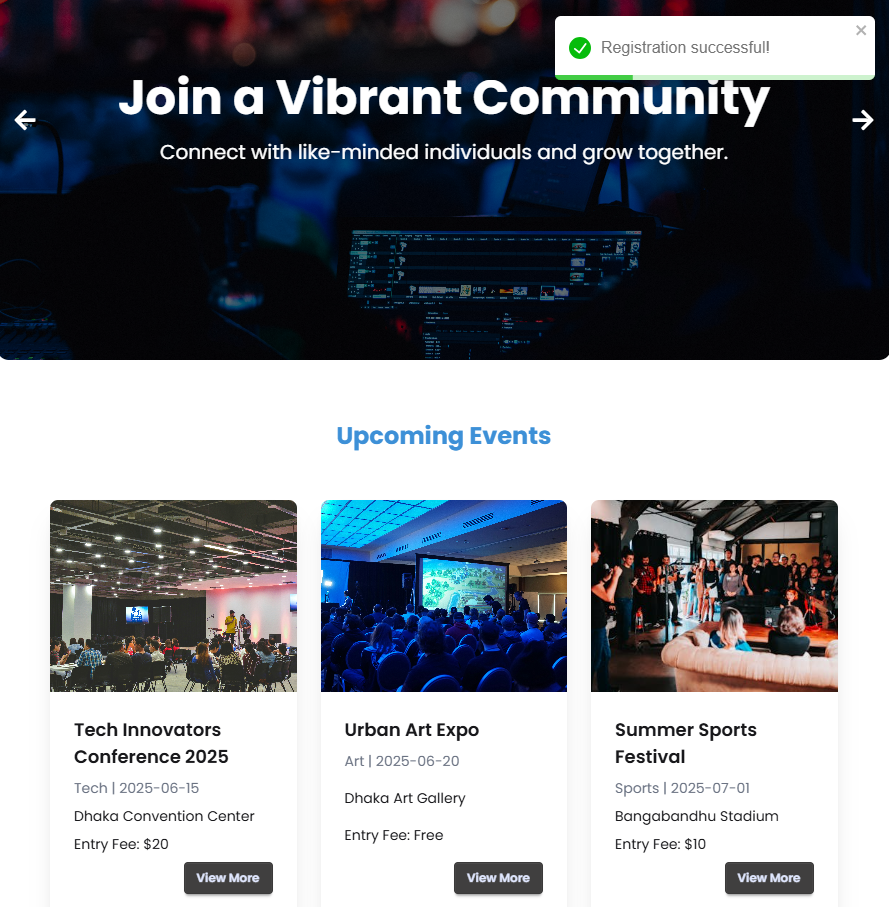 Registration successful!
Join a Vibrant Community
Connect with like-minded individuals and grow together.
Upcoming Events
Tech Innovators
Conference 2025
Tech | 2025-06-15
Dhaka Convention Center
Entry Fee: $20
View More
Urban Art Expo
Art | 2025-06-20
Dhaka Art Gallery
Entry Fee: Free
View More
Summer Sports
Festival
Sports | 2025-07-01
Bangabandhu Stadium
Entry Fee: $10
View More